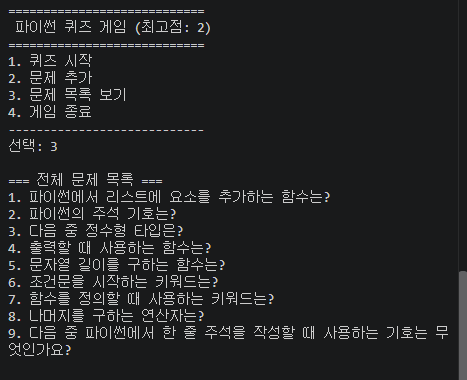 ============================
파이썬 퀴즈 게임 (최고점: 2)
============================
1. 퀴즈 시작
2. 문제 추가
3. 문제 목록 보기
4. 게임 종료
----------------------------
선택: 3
=== 전체 문제 목록 ===
1. 파이썬에서 리스트에 요소를 추가하는 함수는?
2. 파이썬의 주석 기호는?
3. 다음 중 정수형 타입은?
4. 출력할 때 사용하는 함수는?
5. 문자열 길이를 구하는 함수는?
6. 조건문을 시작하는 키워드는?
7. 함수를 정의할 때 사용하는 키워드는?
8. 나머지를 구하는 연산자는?
9. 다음 중 파이썬에서 한 줄 주석을 작성할 때 사용하는 기호는 무
엇인가요?